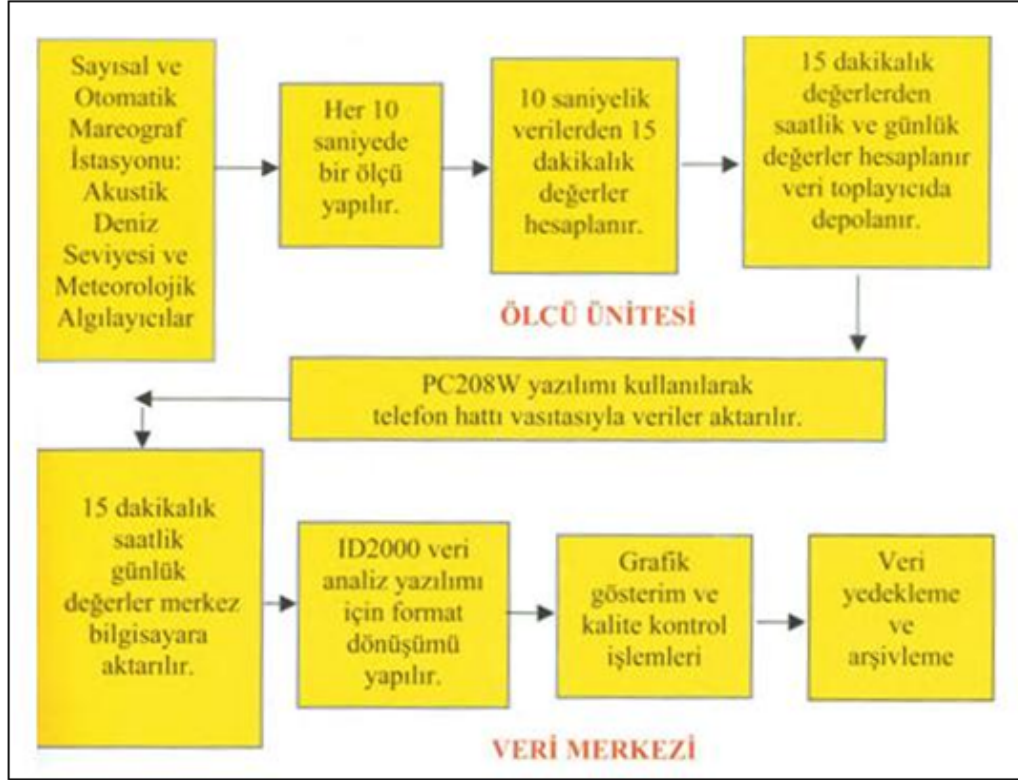 Sayısal ve
Otomatik
Mareograf
İstasyonu:
Akustik
Deniz
Seviyesi ve
Meteorolojik
Algılayıcılar
Her 10
saniyede
bir ölçü
yapılır.
10 saniyelik
verilerden 15
dakikalık
değerler
hesaplanır.
15 dakikalık
değerlerden
saatlik ve günlük
değerler hesaplanır
veri toplayıcıda
depolanır.
ÖLÇÜ ÜNİTESİ
PC208W yazılımı kullanılarak
telefon hattı vasıtasıyla veriler aktarılır.
15 dakikalık
saatlik
günlük
değerler merkez
bilgisayara
aktarılır.
ID2000 veri
analiz yazılımı
için format
dönüşümü
yapılır.
Grafik
gösterim ve
kalite kontrol
işlemleri
Veri
yedekleme
ve
arşivleme
VERİ MERKEZİ